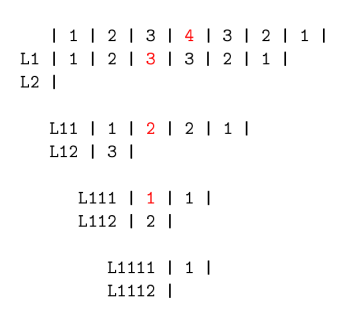 | 1 | 2 | 3 | 4 | 3 | 2 | 1 |
L1 | 1 | 2 | 3 | 3 | 2 | 1 |
L2 |
L11 | 1 | 2 | 2 | 1 |
L12 | 3 |
L111 | 1 | 1 |
L112 | 2 |
L1111 | 1 |
L1112 |